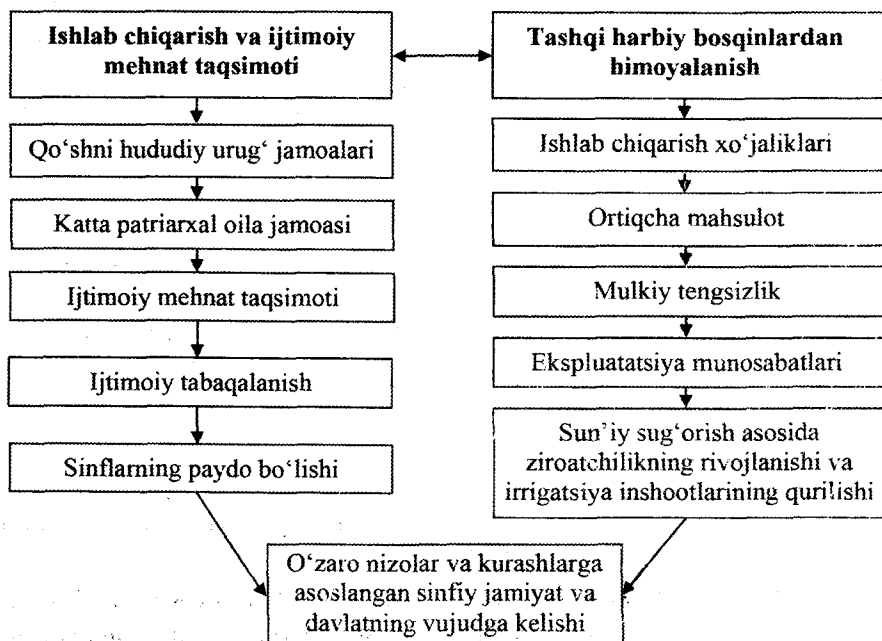 Ishlab chiqarish va ijtimoiy
mehnat taqsimoti
Qo‘shni hududiy urug‘ jamoalari
Katta patriarxal oila jamoasi
Ijtimoiy mehnat taqsimoti
Ijtimoiy tabaqalanish
Sinflarning paydo bo‘lishi
Tashqi harbiy bosqinlardan
himoyalanish
Ishlab chiqarish xo‘jaliklari
Ortiqcha mahsulot
Mulkiy tengsizlik
Ekspluatatsiya munosabatlari
Sun’iy sug‘orish asosida
ziroatchilikning rivojlanishi va
irrigatsiya inshootlarining qurilishi
O‘zaro nizolar va kurashlarga
asoslangan sinfiy jamiyat va
davlatning vujudga kelishi